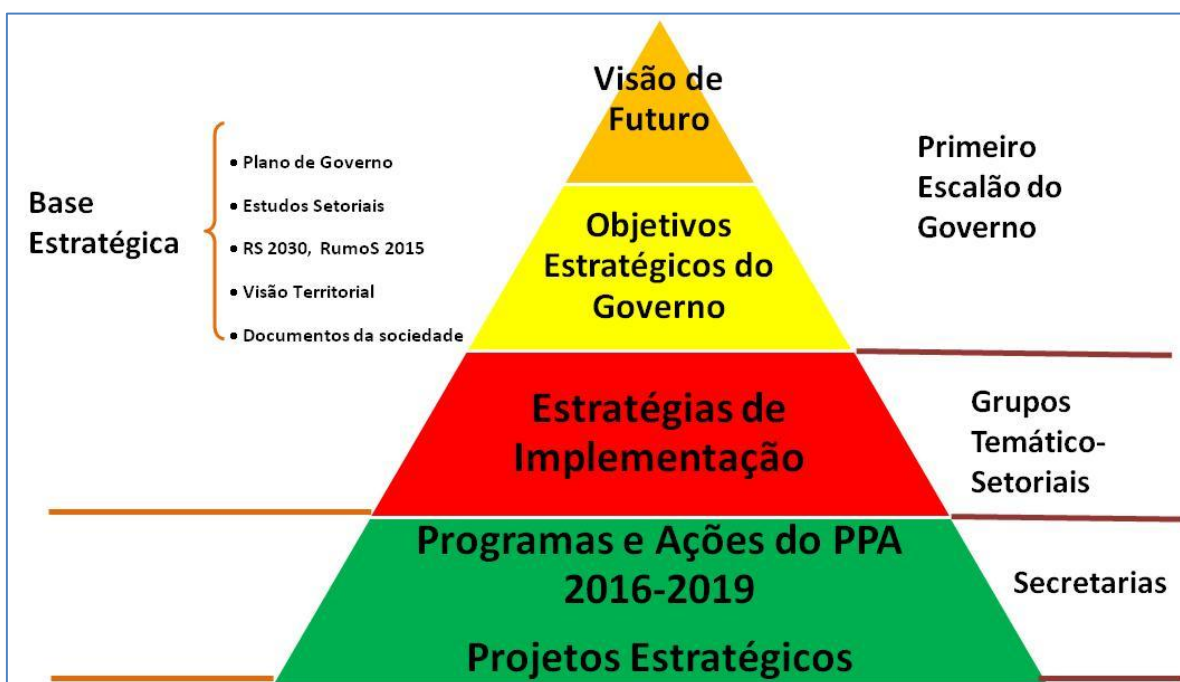 Visão de
Futuro
Primeiro
Escalão do
Governo
Base
Estratégica
• Plano de Governo
• Estudos Setoriais
• RS 2030, RumoS 2015
• Visão Territorial
• Documentos da sociedade
Objetivos
Estratégicos do
Governo
Estratégias de
Implementação
Grupos
Temático-
Setoriais
Programas e Ações do PPA
2016-2019
Projetos Estratégicos
Secretarias